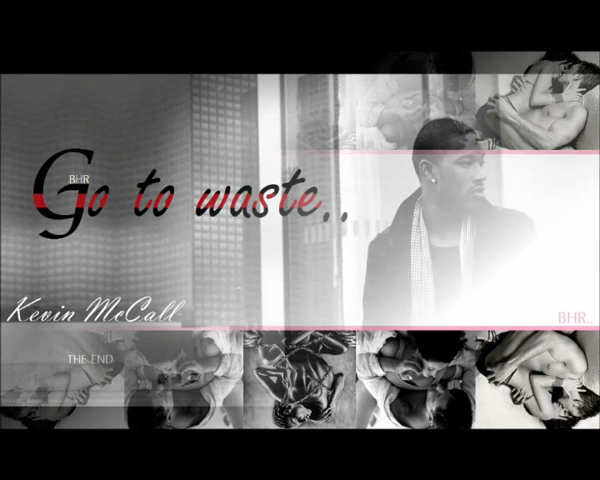 BHR
Go to waste..
Kevin McCall
BHR..
THE END